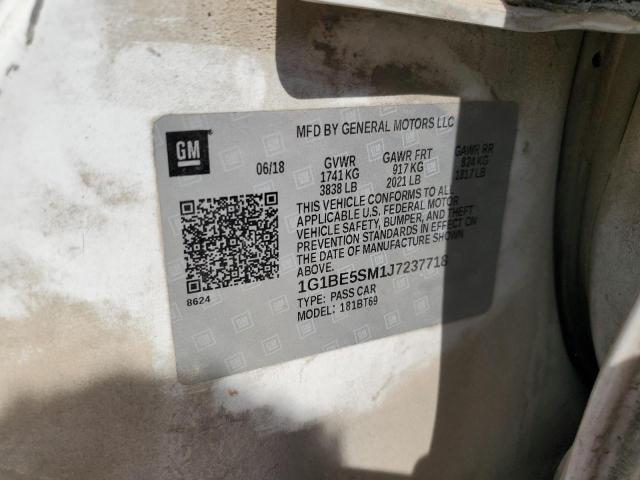 MFD BY GENERAL MOTORS LLC
GM
06/18
GVWR GAWR FRT GAWR RR
1741 KG 917 KG 824 KG
3838 LB 2021 LB 1817 LB
THIS VEHICLE CONFORMS TO ALL
APPLICABLE U.S. FEDERAL MOTOR
VEHICLE SAFETY, BUMPER, AND THEFT
PREVENTION STANDARDS IN EFFECT ON
THE DATE OF MANUFACTURE SHOWN
ABOVE.
1G1BE5SM1J7237718
TYPE: PASS CAR
MODEL: 181BT69
8624